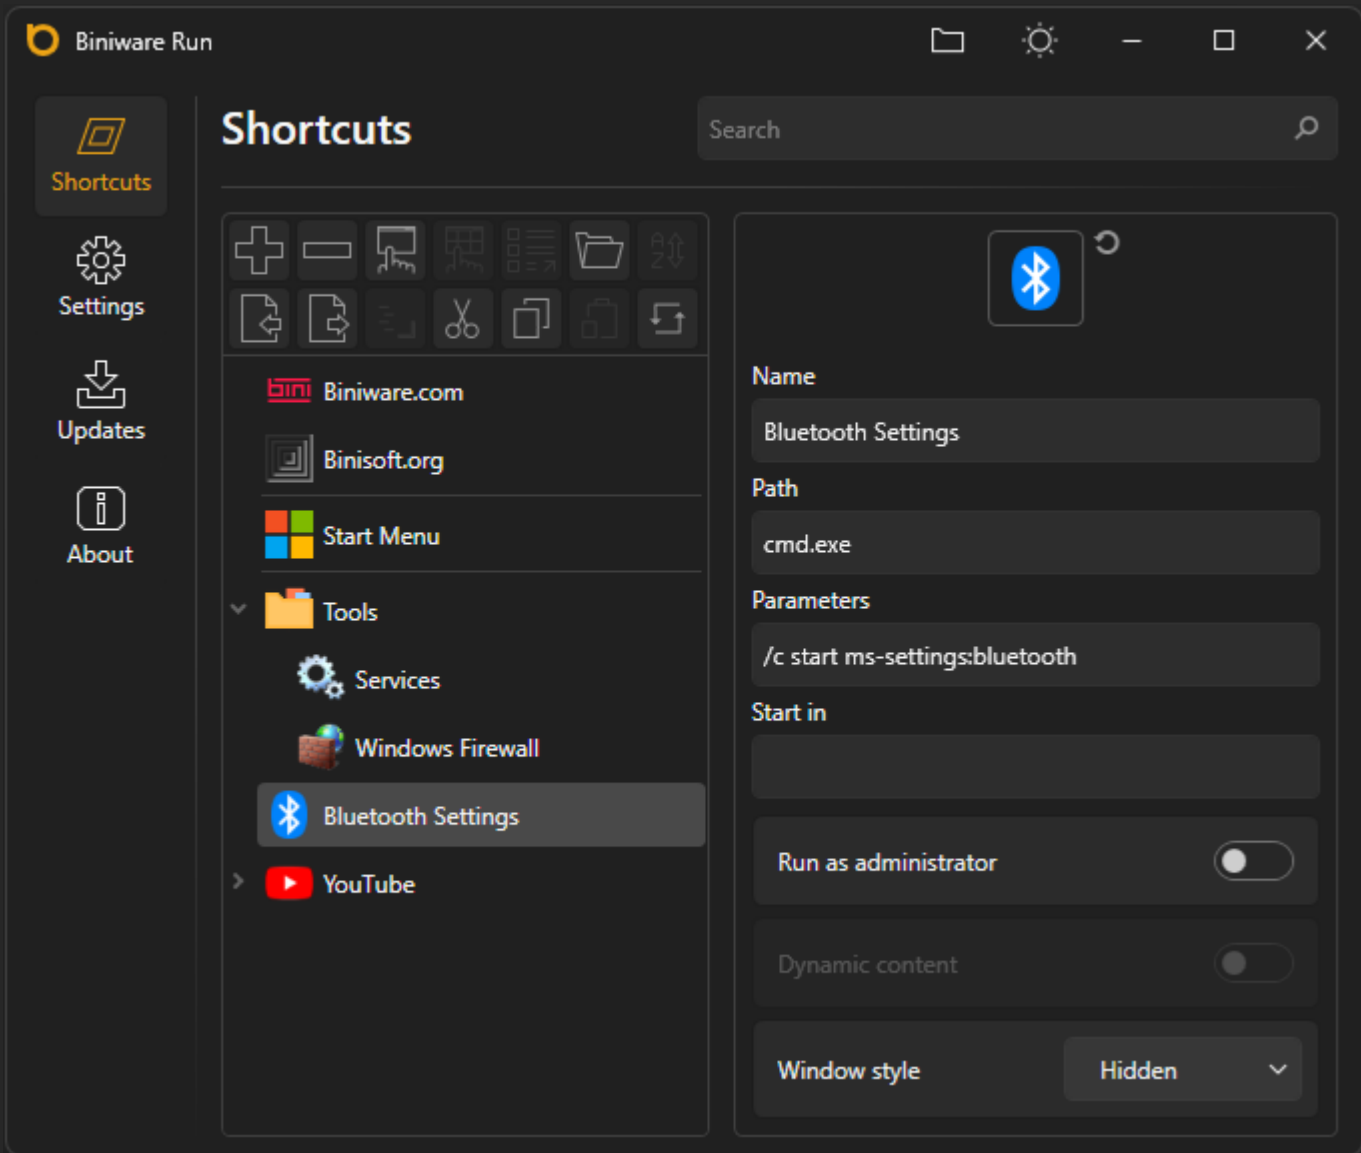 Biniware Run
Shortcuts
Settings
Updates
About
Shortcuts
Search
A
Z
bini Biniware.com
Binisoft.org
Start Menu
Tools
Services
Windows Firewall
Bluetooth Settings
YouTube
Name
Bluetooth Settings
Path
cmd.exe
Parameters
/c start ms-settings:bluetooth
Start in
Run as administrator
Dynamic content
Window style
Hidden